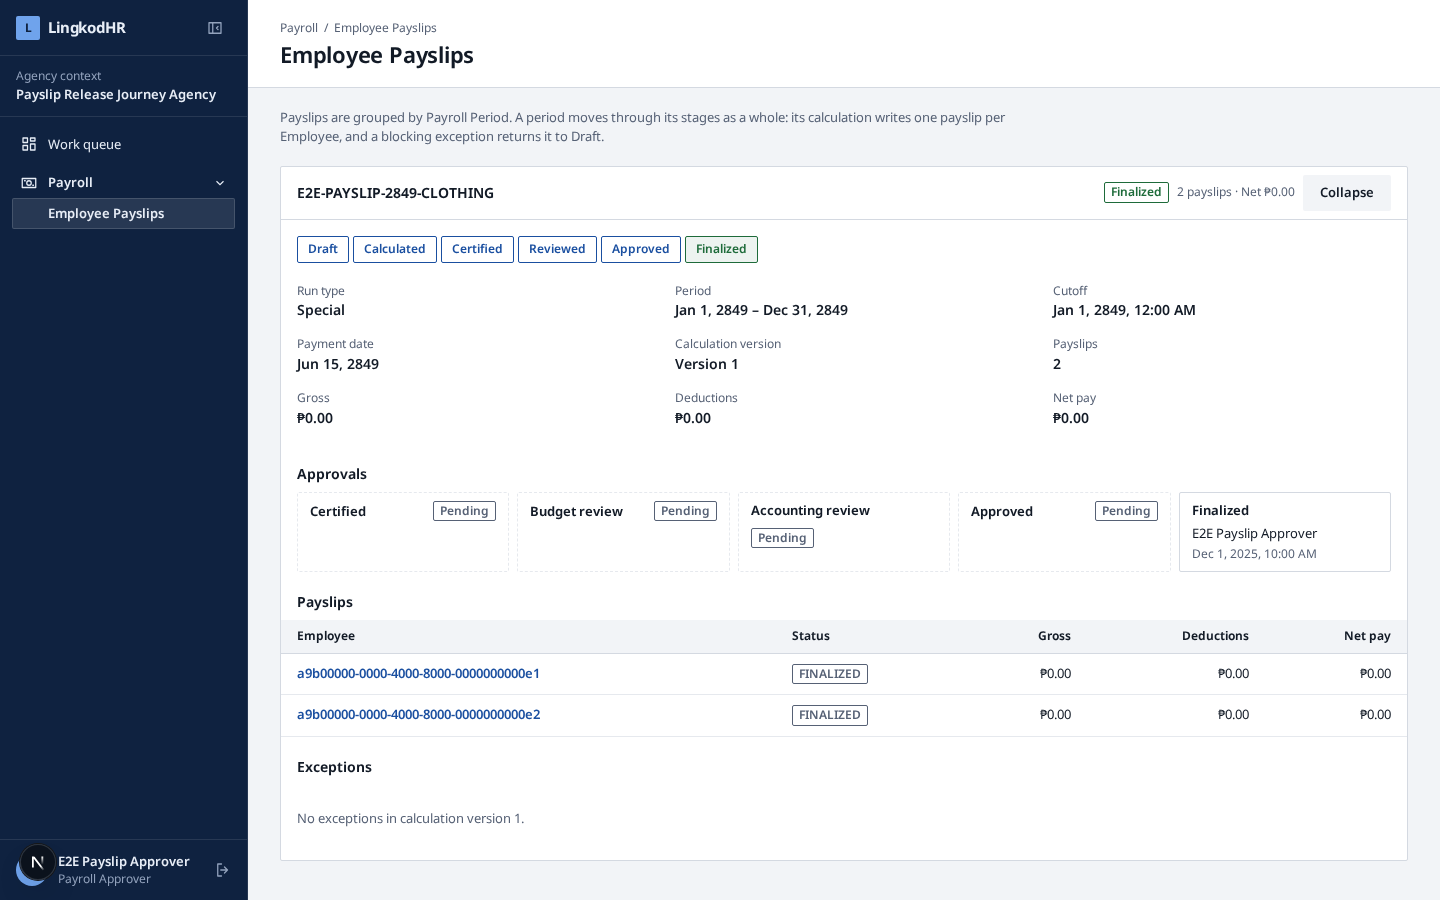 L LingkodHR
Agency context
Payslip Release Journey Agency
Work queue
Payroll
Employee Payslips
N E2E Payslip Approver
Payroll Approver
Payroll / Employee Payslips
Employee Payslips
Payslips are grouped by Payroll Period. A period moves through its stages as a whole: its calculation writes one payslip per
Employee, and a blocking exception returns it to Draft.
E2E-PAYSLIP-2849-CLOTHING Finalized 2 payslips · Net ₱0.00 Collapse
Draft Calculated Certified Reviewed Approved Finalized
Run type Period Cutoff
Special Jan 1, 2849 – Dec 31, 2849 Jan 1, 2849, 12:00 AM
Payment date Calculation version Payslips
Jun 15, 2849 Version 1 2
Gross Deductions Net pay
₱0.00 ₱0.00 ₱0.00
Approvals
Certified Pending
Budget review Pending
Accounting review
Pending
Approved Pending
Finalized
E2E Payslip Approver
Dec 1, 2025, 10:00 AM
Payslips
Employee Status Gross Deductions Net pay
a9b00000-0000-4000-8000-0000000000e1 FINALIZED ₱0.00 ₱0.00 ₱0.00
a9b00000-0000-4000-8000-0000000000e2 FINALIZED ₱0.00 ₱0.00 ₱0.00
Exceptions
No exceptions in calculation version 1.